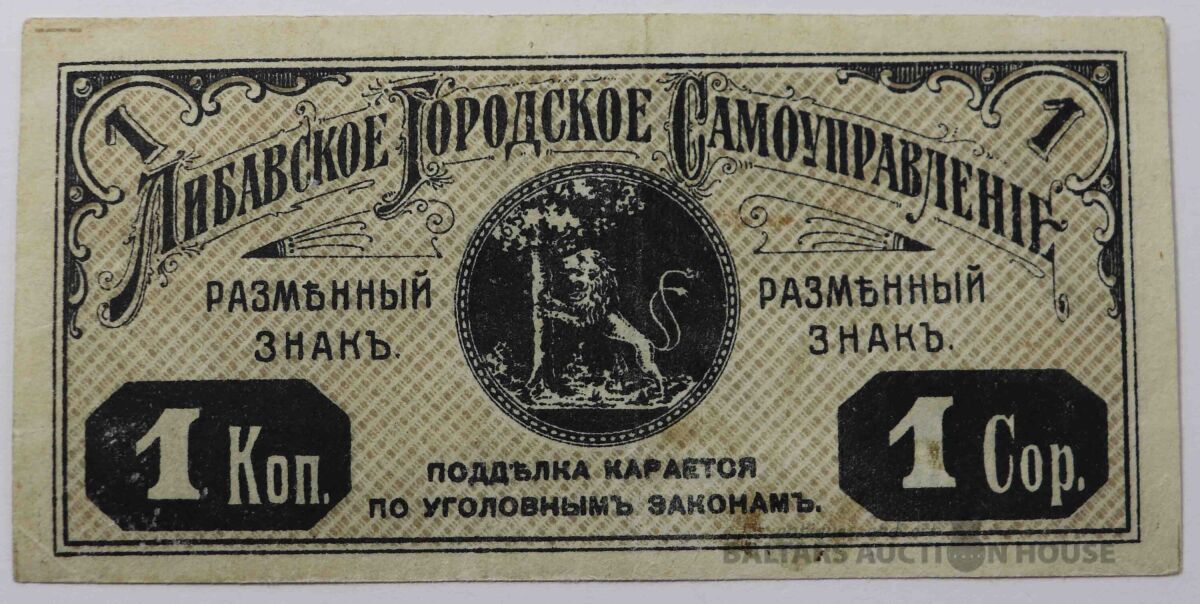 1 1
Либавское Городское Самоуправленіе
РАЗМѢННЫЙ
ЗНАКЪ.
РАЗМѢННЫЙ
ЗНАКЪ.
1 Коп.
ПОДДѢЛКА КАРАЕТСЯ
ПО УГОЛОВНЫМЪ ЗАКОНАМЪ.
1 Cop.
BALTARS AUCTION HOUSE